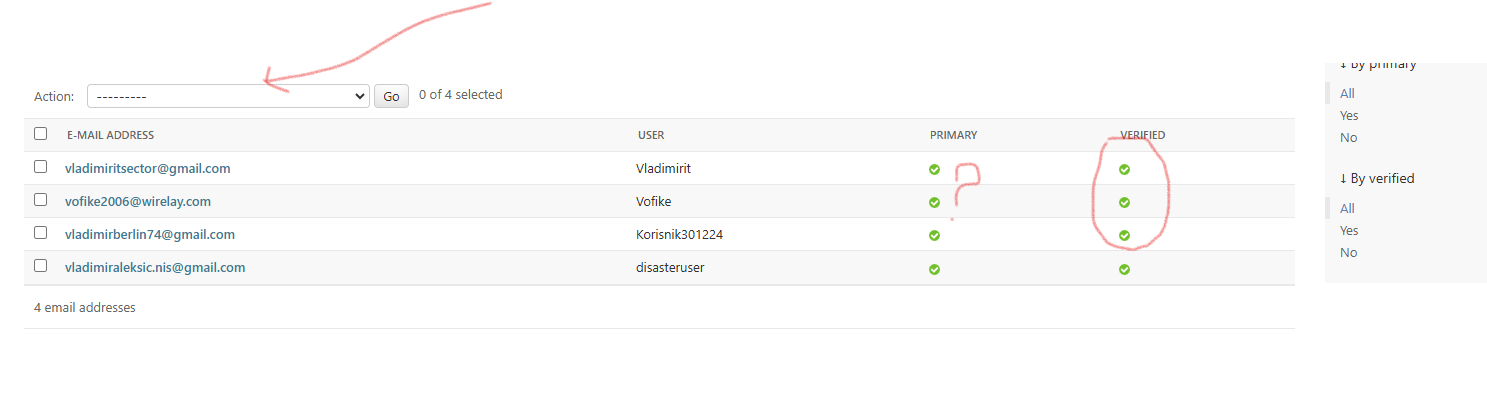 Action: --------- Go 0 of 4 selected
E-MAIL ADDRESS USER PRIMARY VERIFIED
vladimiritsector@gmail.com Vladimirit
vofike2006@wirelay.com Vofike
vladimirberlin74@gmail.com Korisnik301224
vladimiraleksic.nis@gmail.com disasteruser
4 email addresses
?
↓ By primary
All
Yes
No
↓ By verified
All
Yes
No